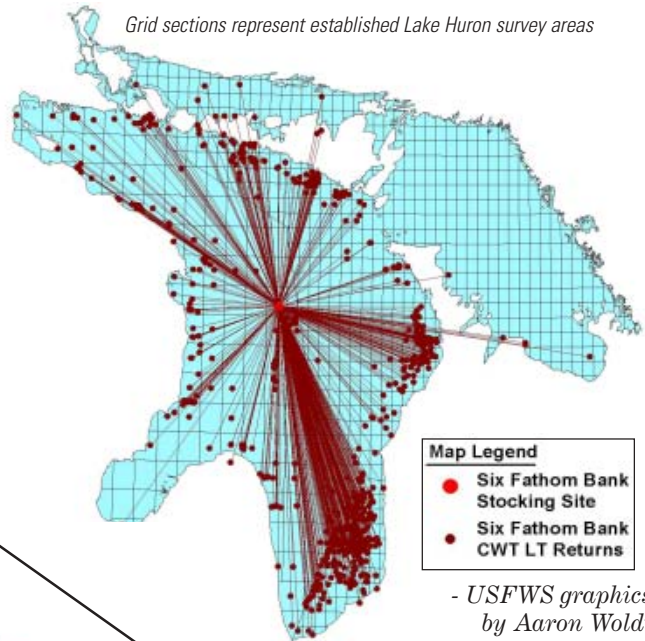 Grid sections represent established Lake Huron survey areas
Map Legend
Six Fathom Bank
Stocking Site
Six Fathom Bank
CWT LT Returns
- USFWS graphics
by Aaron Wold